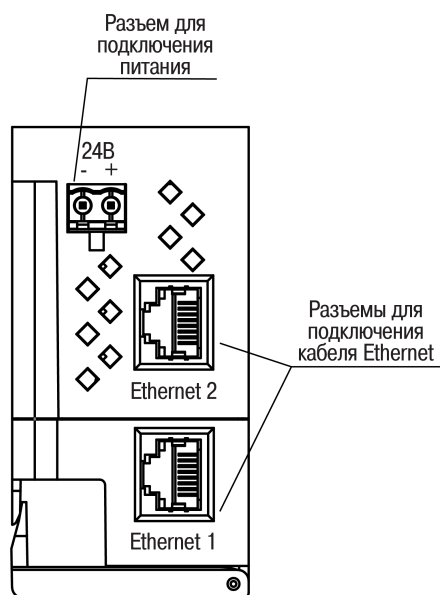 Разъем для
подключения
питания
24В
- +
Ethernet 2
Разъемы для
подключения
кабеля Ethernet
Ethernet 1